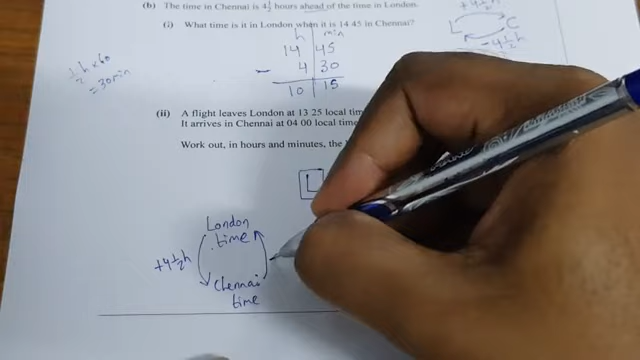 (b) The time in Chennai is 4½ hours ahead of the time in London.
+4½h
(i) What time is it in London when it is 14 45 in Chennai?
L C
-4½h
h min
14 45
- 4 30
10 15
½h × 60
= 30min
(ii) A flight leaves London at 13 25 local time
It arrives in Chennai at 04 00 local time
Work out, in hours and minutes, the
L
London
time
+4½h
Chennai
time